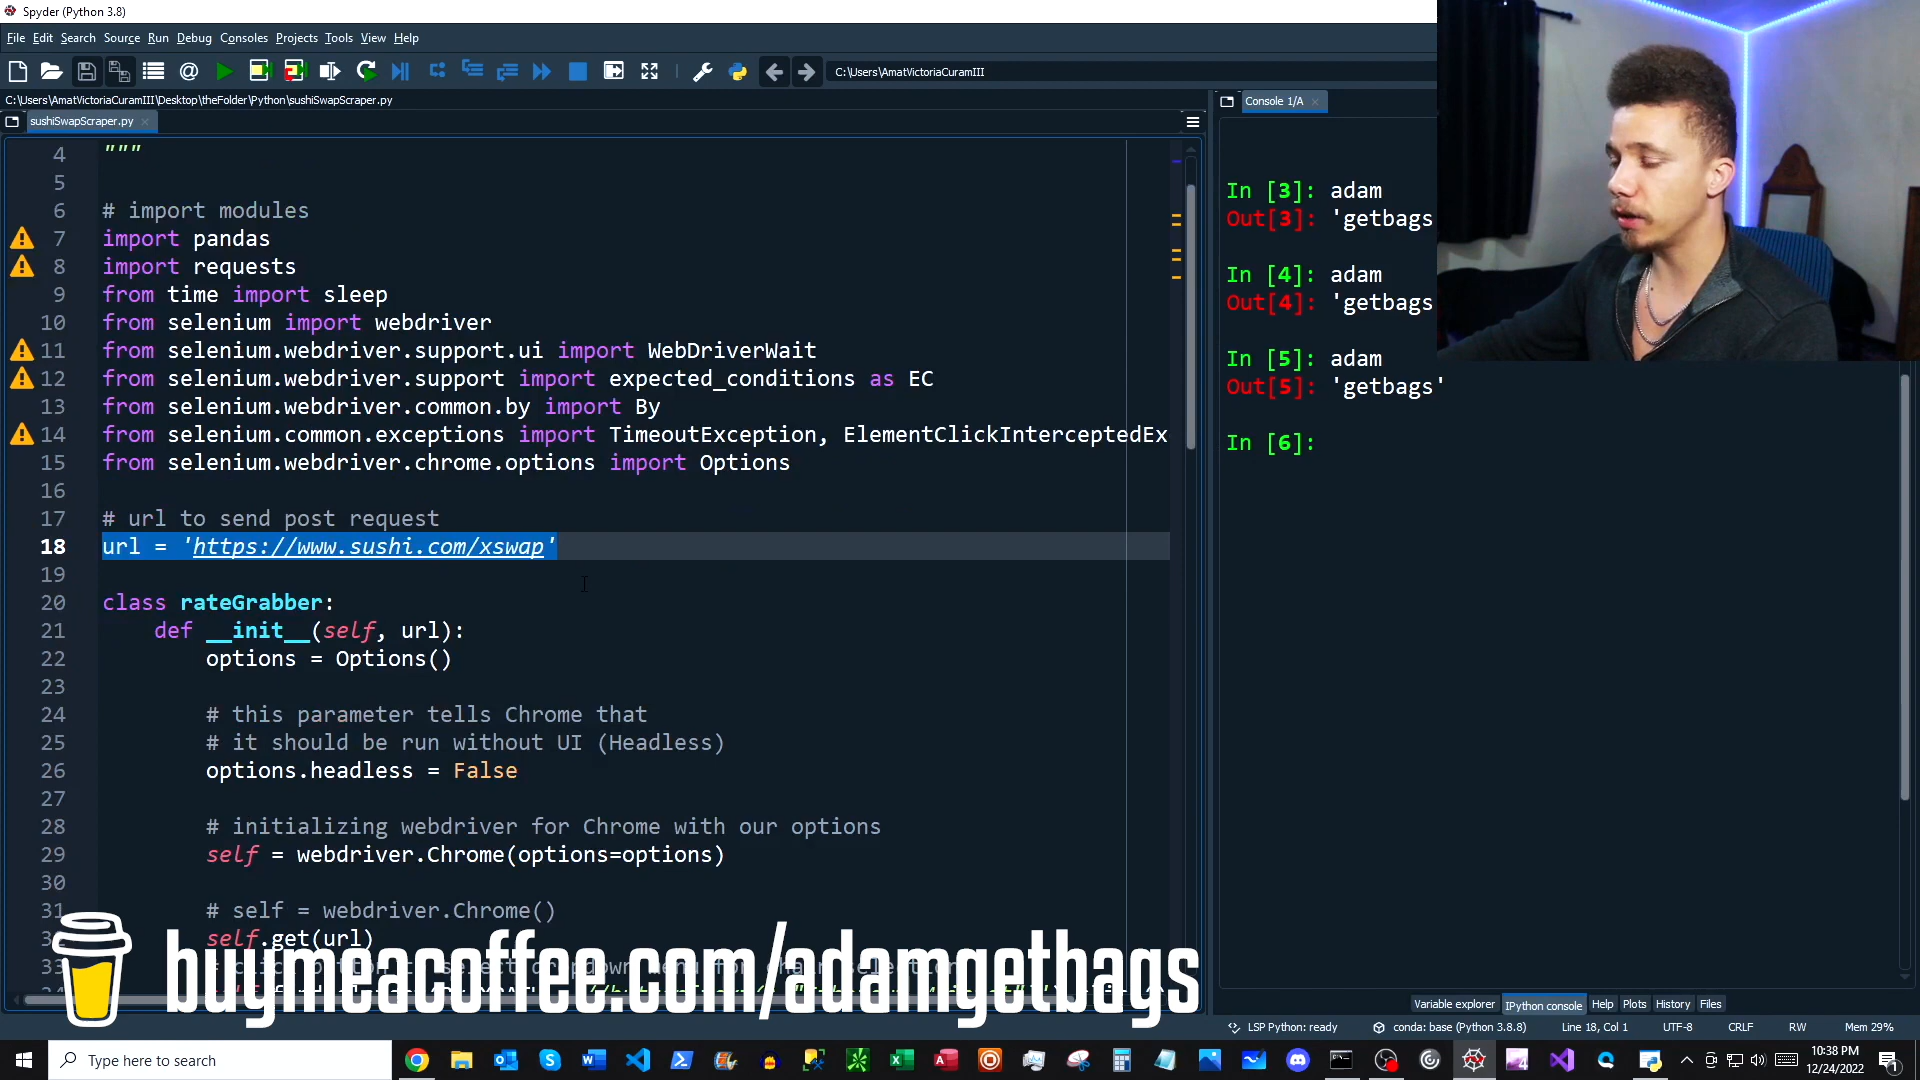 Spyder (Python 3.8)
File Edit Search Source Run Debug Consoles Projects Tools View Help
C:\Users\AmatVictoriaCuramIII
C:\Users\AmatVictoriaCuramIII\Desktop\theFolder\Python\sushiSwapScraper.py
sushiSwapScraper.py
4 """
5
6 # import modules
7 import pandas
8 import requests
9 from time import sleep
10 from selenium import webdriver
11 from selenium.webdriver.support.ui import WebDriverWait
12 from selenium.webdriver.support import expected_conditions as EC
13 from selenium.webdriver.common.by import By
14 from selenium.common.exceptions import TimeoutException, ElementClickInterceptedEx
15 from selenium.webdriver.chrome.options import Options
16
17 # url to send post request
18 url = 'https://www.sushi.com/xswap'
19
20 class rateGrabber:
21 def __init__(self, url):
22 options = Options()
23
24 # this parameter tells Chrome that
25 # it should be run without UI (Headless)
26 options.headless = False
27
28 # initializing webdriver for Chrome with our options
29 self = webdriver.Chrome(options=options)
30
31 # self = webdriver.Chrome()
self.get(url)
buymeacoffee.com/adamgetbags
Console 1/A
In [3]: adam
Out[3]: 'getbags
In [4]: adam
Out[4]: 'getbags
In [5]: adam
Out[5]: 'getbags'
In [6]:
Variable explorer IPython console Help Plots History Files
LSP Python: ready conda: base (Python 3.8.8) Line 18, Col 1 UTF-8 CRLF RW Mem 29%
Type here to search
10:38 PM
12/24/2022